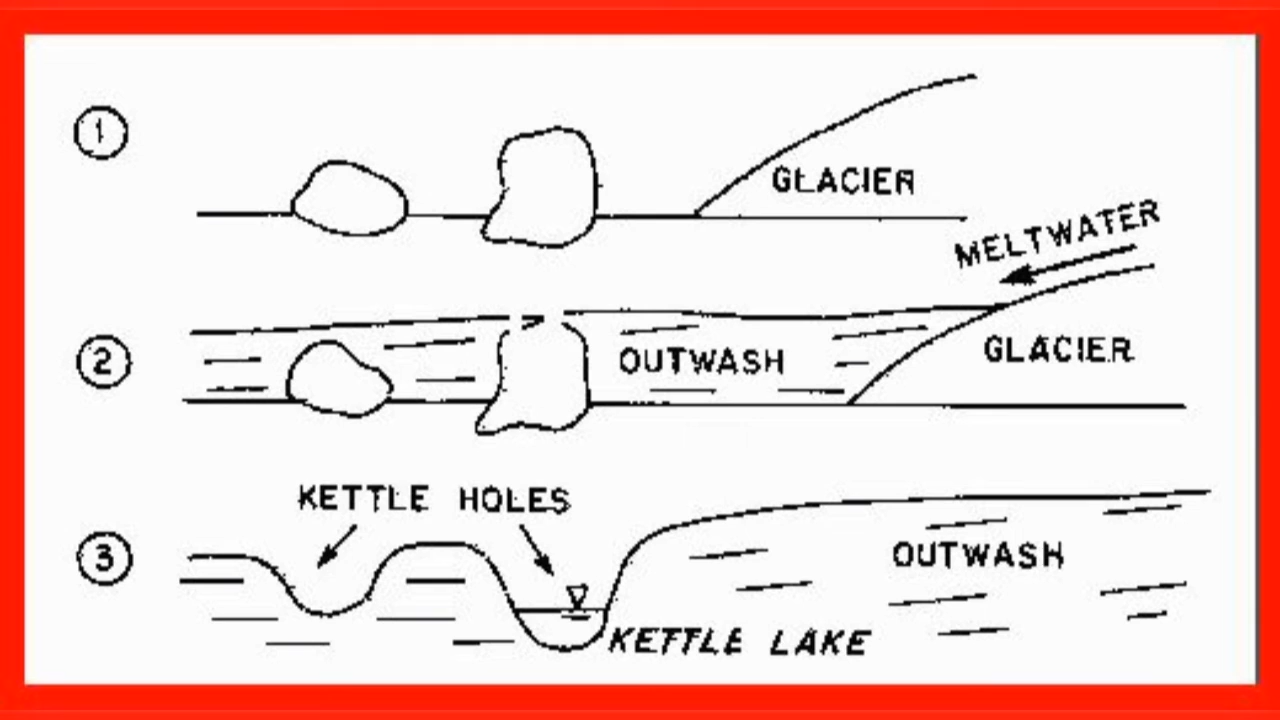 1
GLACIER
MELTWATER
2
OUTWASH
GLACIER
KETTLE HOLES
3
OUTWASH
KETTLE LAKE